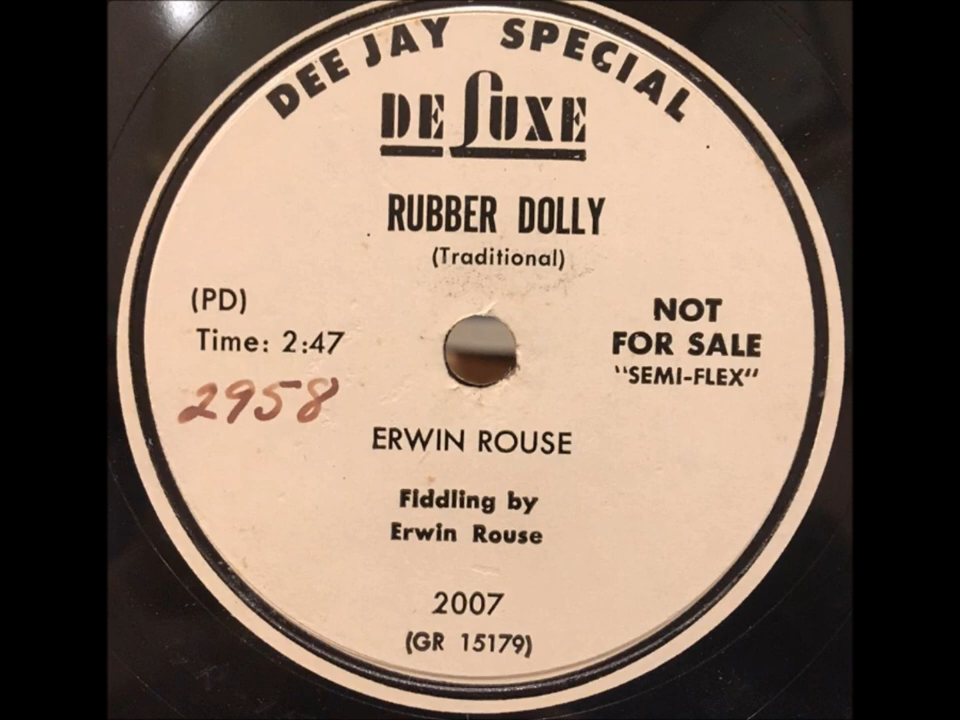 DEE JAY SPECIAL
DE LUXE
RUBBER DOLLY
(Traditional)
(PD)
Time: 2:47
2958
NOT
FOR SALE
"SEMI-FLEX"
ERWIN ROUSE
Fiddling by
Erwin Rouse
2007
(GR 15179)